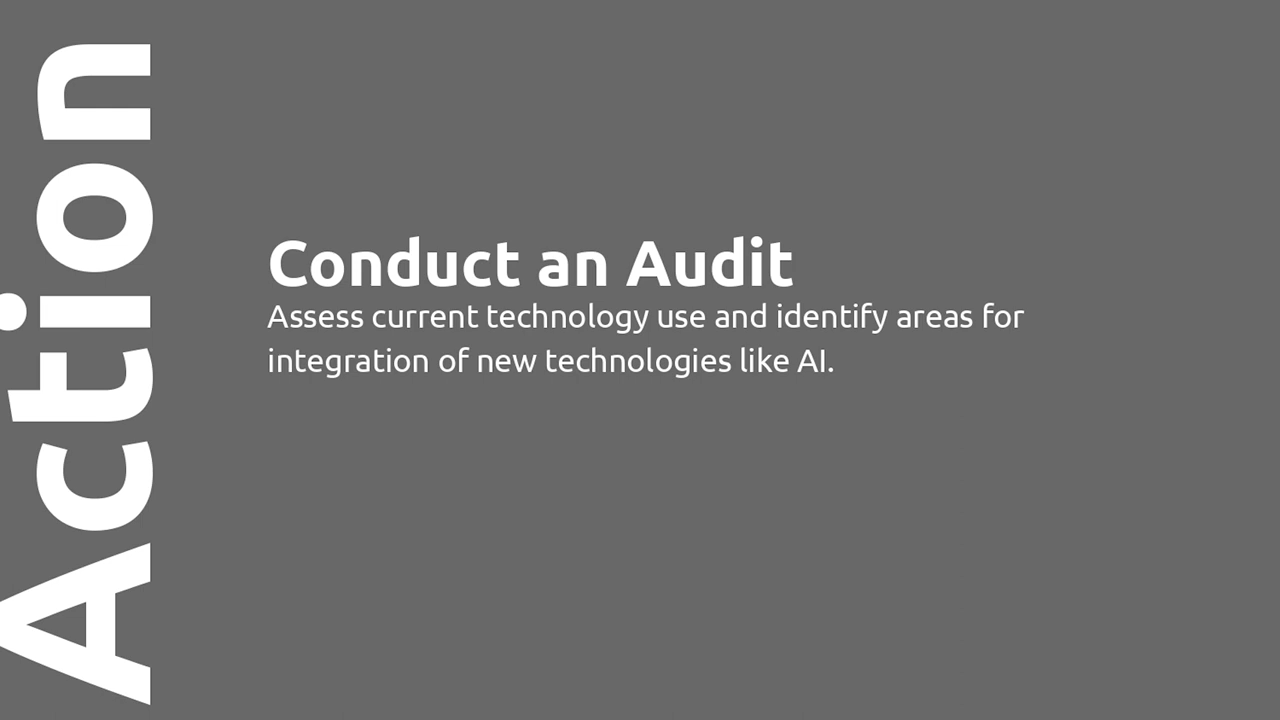 Action
Conduct an Audit
Assess current technology use and identify areas for
integration of new technologies like AI.